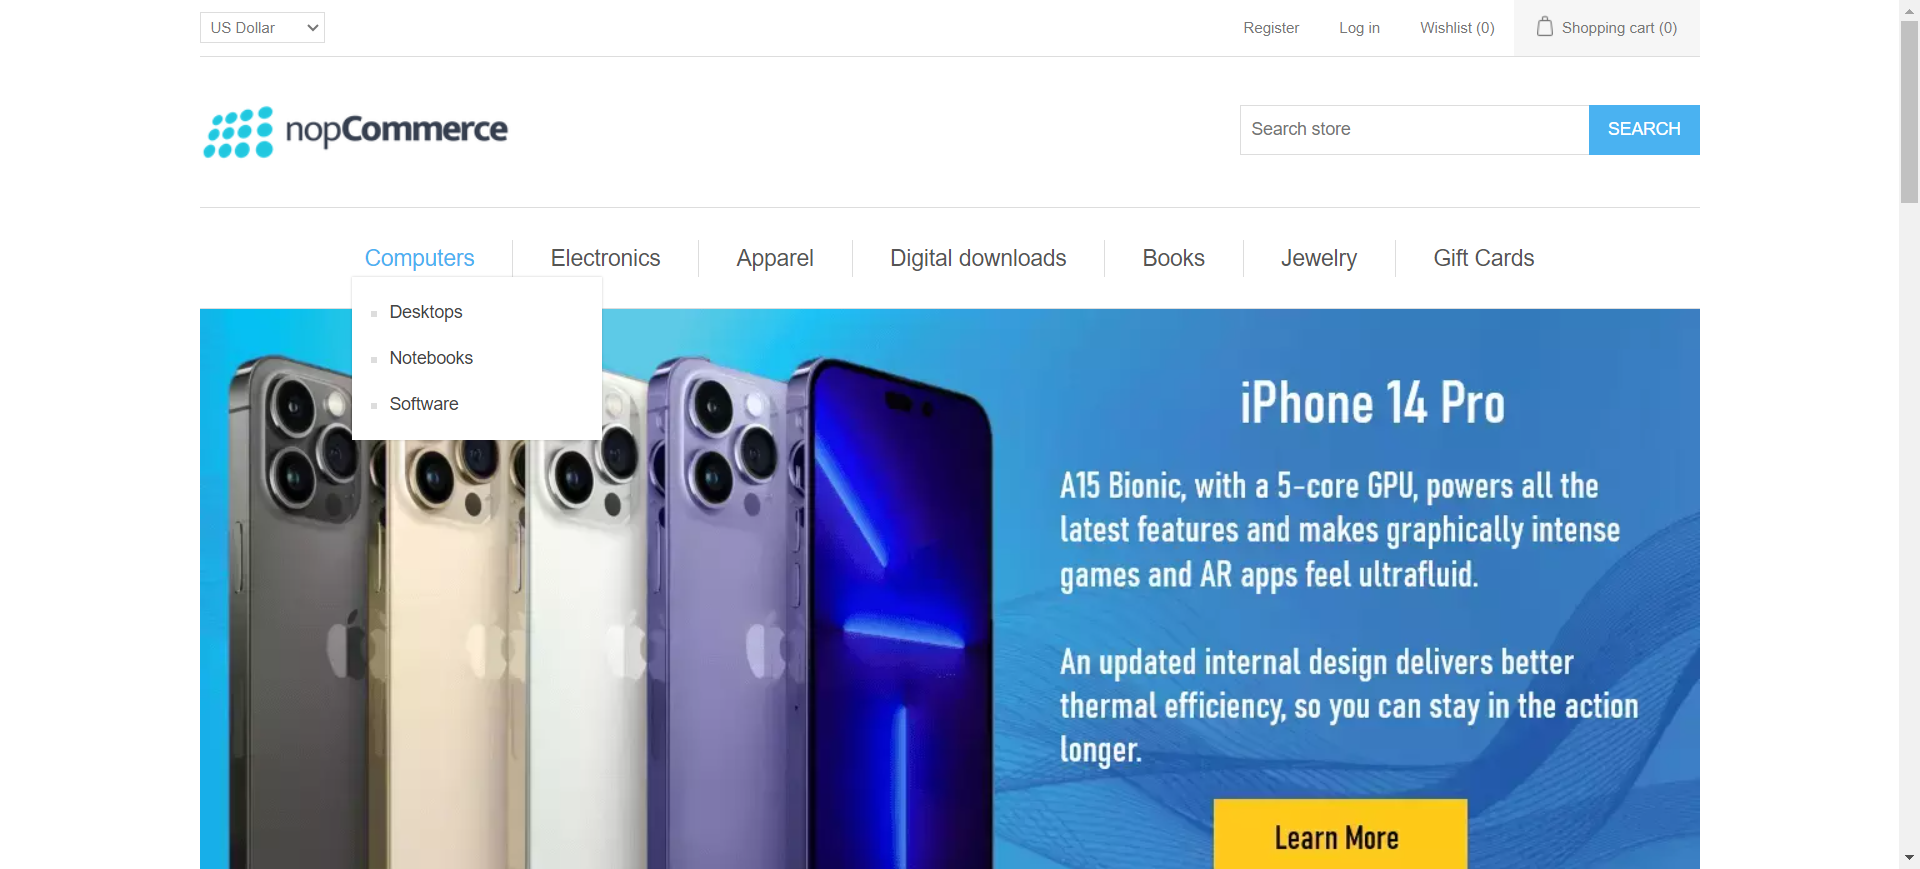 US Dollar
Register
Log in
Wishlist (0)
Shopping cart (0)
nopCommerce
Search store
SEARCH
Computers
Electronics
Apparel
Digital downloads
Books
Jewelry
Gift Cards
Desktops
Notebooks
Software
iPhone 14 Pro
A15 Bionic, with a 5-core GPU, powers all the
latest features and makes graphically intense
games and AR apps feel ultrafluid.
An updated internal design delivers better
thermal efficiency, so you can stay in the action
longer.
Learn More